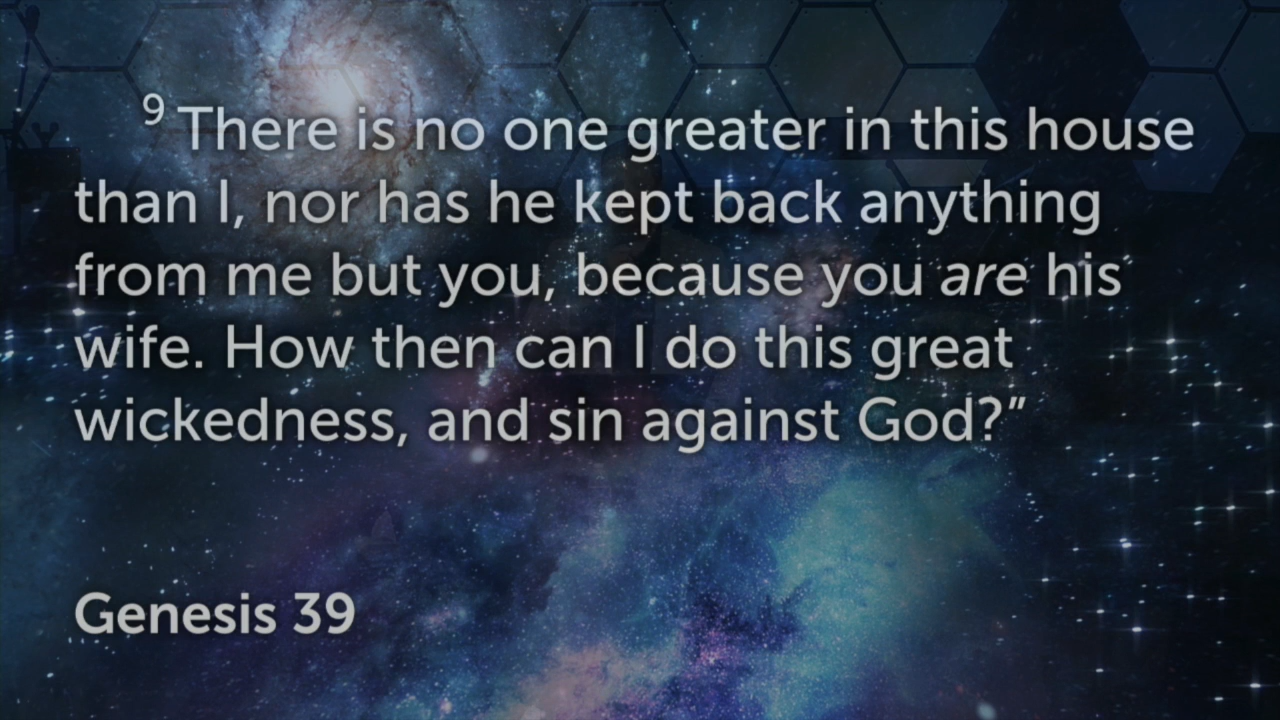 9 There is no one greater in this house
than I, nor has he kept back anything
from me but you, because you are his
wife. How then can I do this great
wickedness, and sin against God?”
Genesis 39